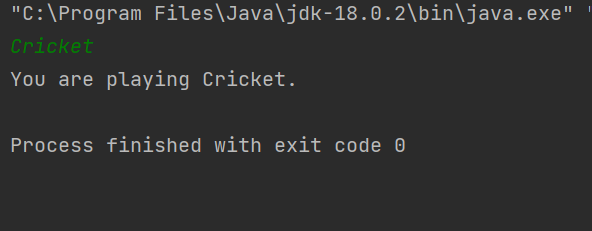 "C:\Program Files\Java\jdk-18.0.2\bin\java.exe" "
Cricket
You are playing Cricket.
Process finished with exit code 0